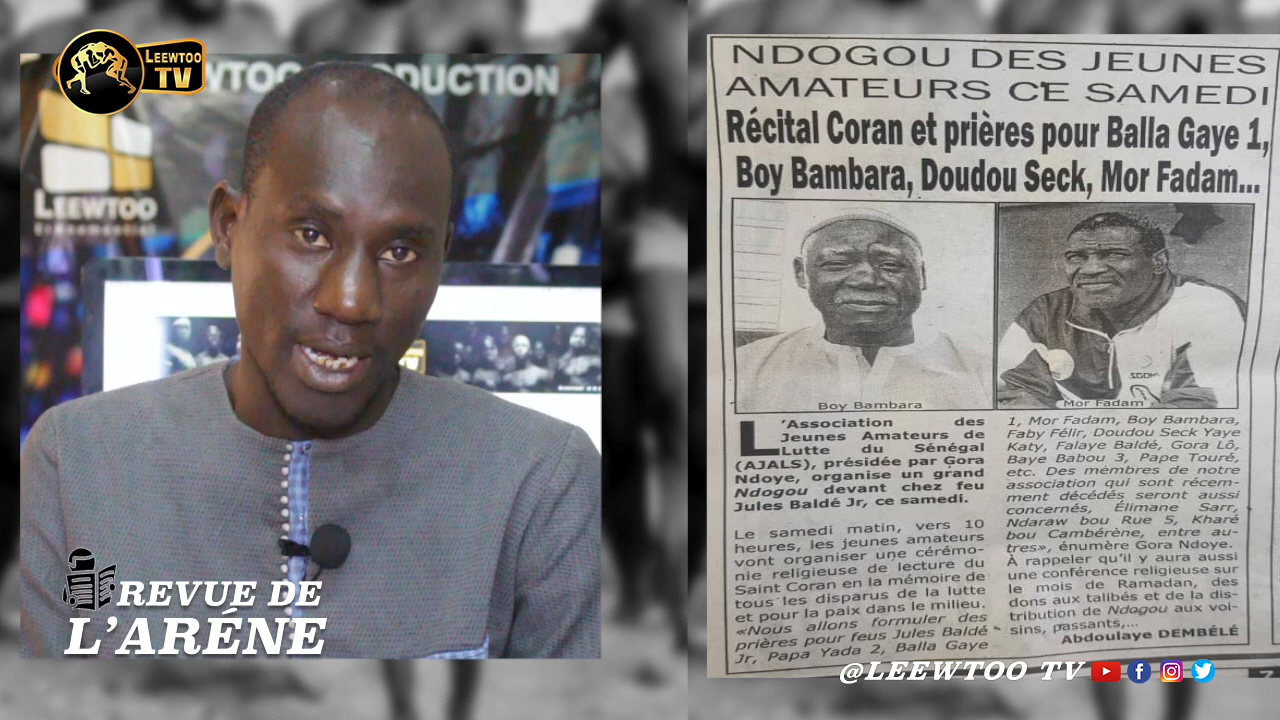 LEEWTOO
TV
WTOO PRODUCTION
LEEWTOO
REVUE DE
L'ARÉNE
NDOGOU DES JEUNES
AMATEURS CE SAMEDI
Récital Coran et prières pour Balla Gaye 1,
Boy Bambara, Doudou Seck, Mor Fadam...
Boy Bambara
Mor Fadam
L'Association des
Jeunes Amateurs de
Lutte du Sénégal
(AJALS), présidée par Gora
Ndoye, organise un grand
Ndogou devant chez feu
Jules Baldé Jr, ce samedi.
Le samedi matin, vers 10
heures, les jeunes amateurs
vont organiser une cérémo-
nie religieuse de lecture du
Saint Coran en la mémoire de
tous les disparus de la lutte
et pour la paix dans le milieu.
«Nous allons formuler des
prières pour feus Jules Baldé
Jr, Papa Yada 2, Balla Gaye
1, Mor Fadam, Boy Bambara,
Faby Félir, Doudou Seck Yaye
Katy, Falaye Baldé, Gora Lô,
Baye Babou 3, Pape Touré,
etc. Des membres de notre
association qui sont récem-
ment décédés seront aussi
concernés, Élimane Sarr,
Ndaraw bou Rue 5, Kharé
bou Cambérène, entre au-
tres», énumère Gora Ndoye.
À rappeler qu'il y aura aussi
une conférence religieuse sur
le mois de Ramadan, des
dons aux talibés et de la dis-
tribution de Ndogou aux voi-
sins, passants,...
Abdoulaye DEMBÉLÉ
7
@LEEWTOO TV